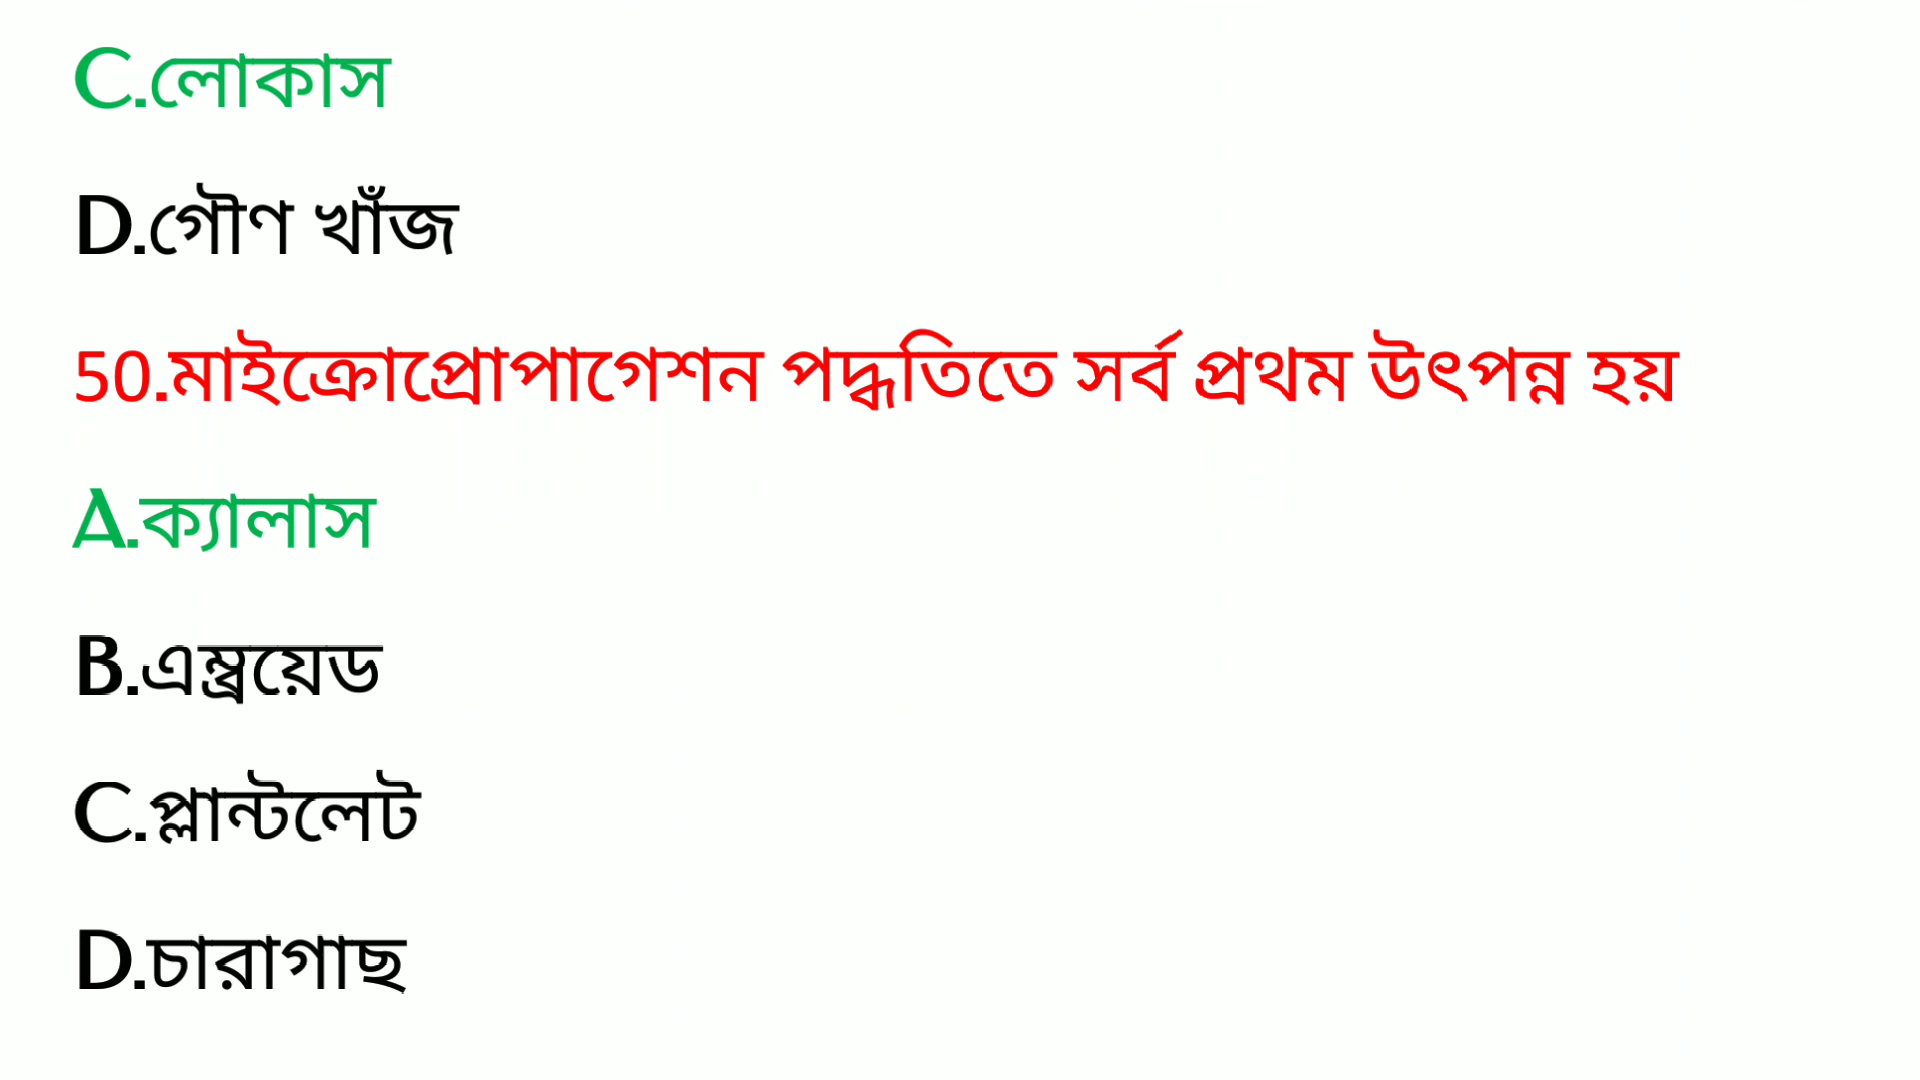 C.লোকাস
D.গৌণ খাঁজ
50.মাইক্রোপ্রোপাগেশন পদ্ধতিতে সর্ব প্রথম উৎপন্ন হয়
A.ক্যালাস
B.এম্ব্রয়েড
C.প্লান্টলেট
D.চারাগাছ